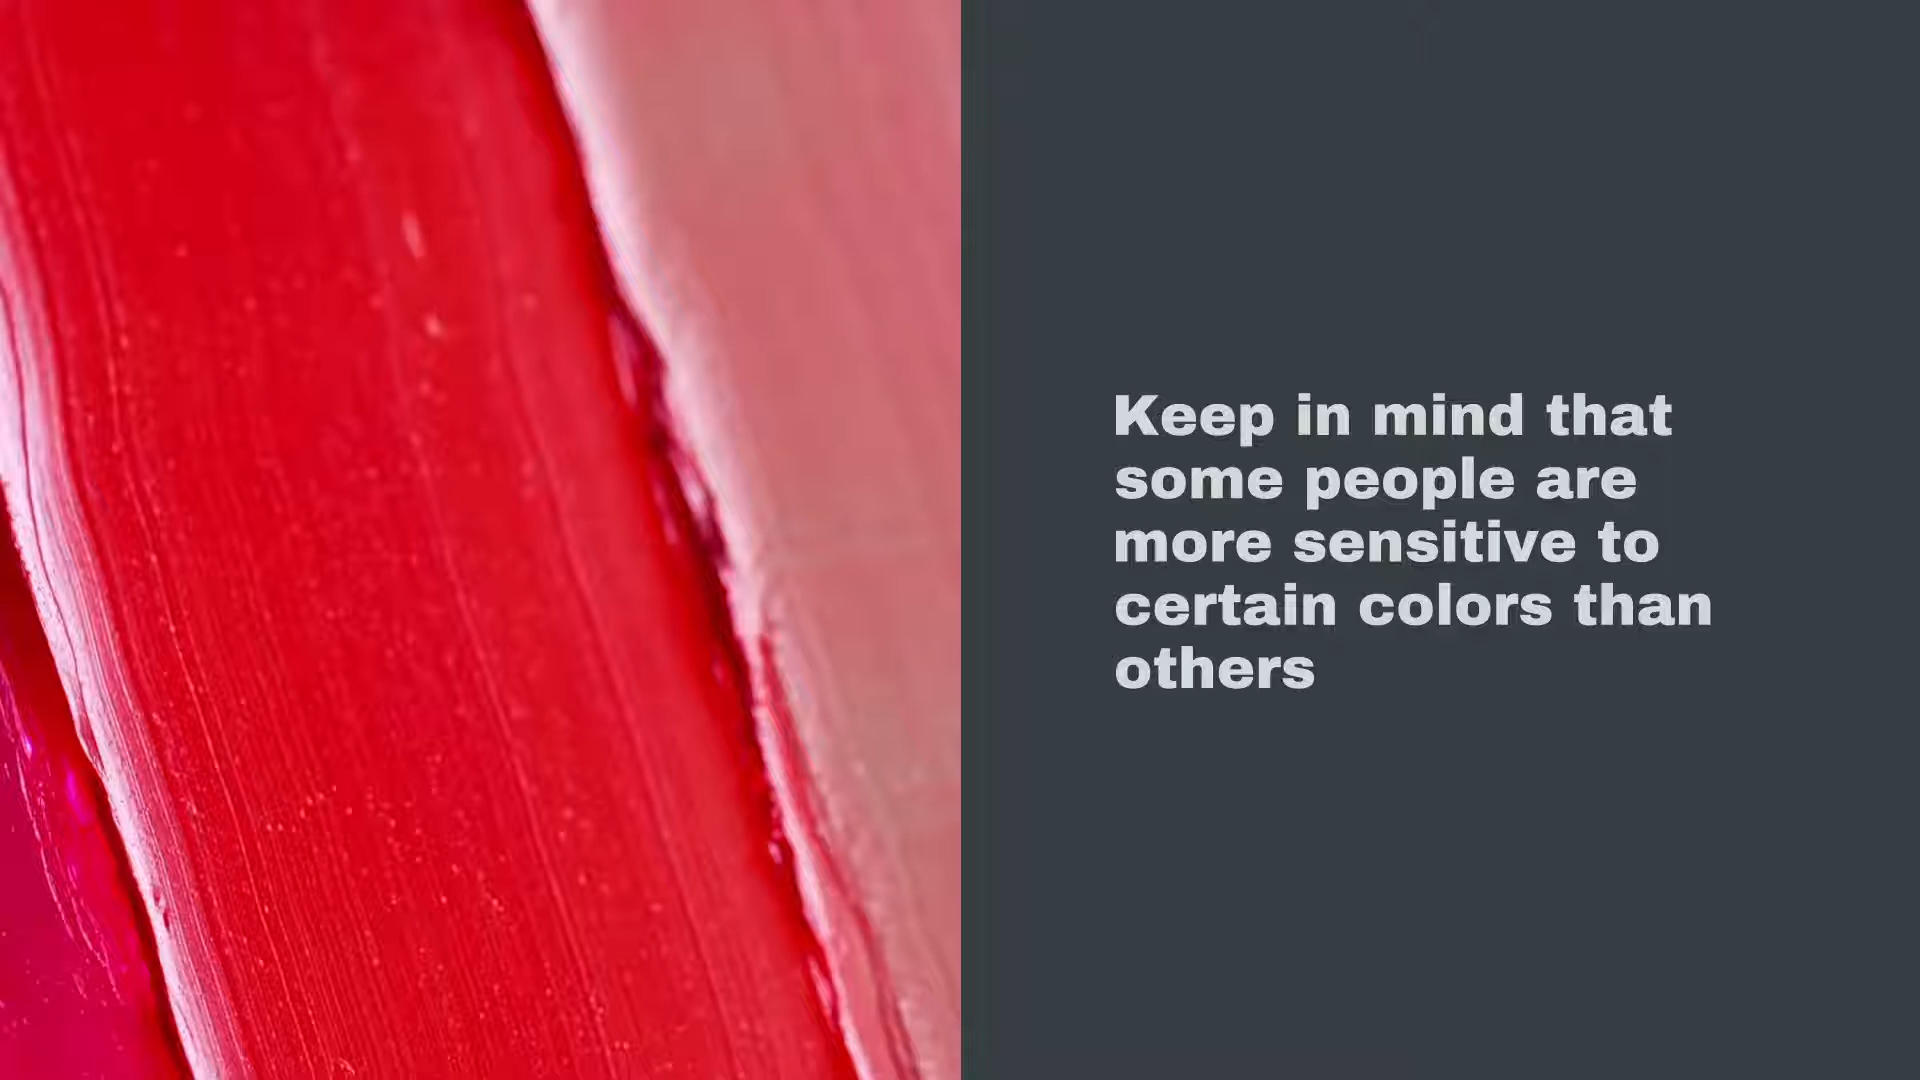 Keep in mind that
some people are
more sensitive to
certain colors than
others